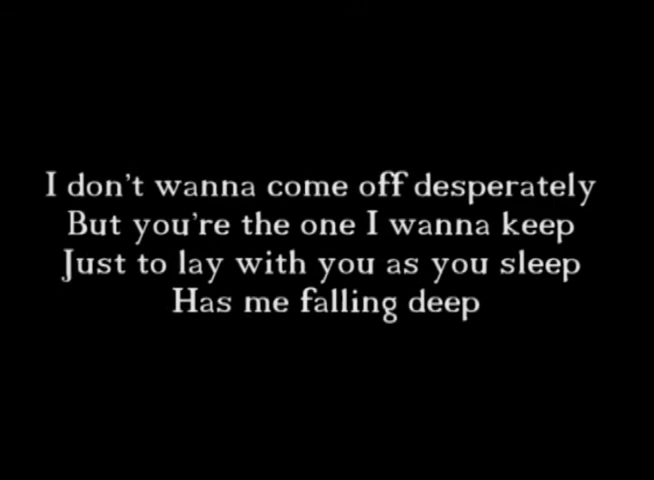 I don't wanna come off desperately
But you're the one I wanna keep
Just to lay with you as you sleep
Has me falling deep